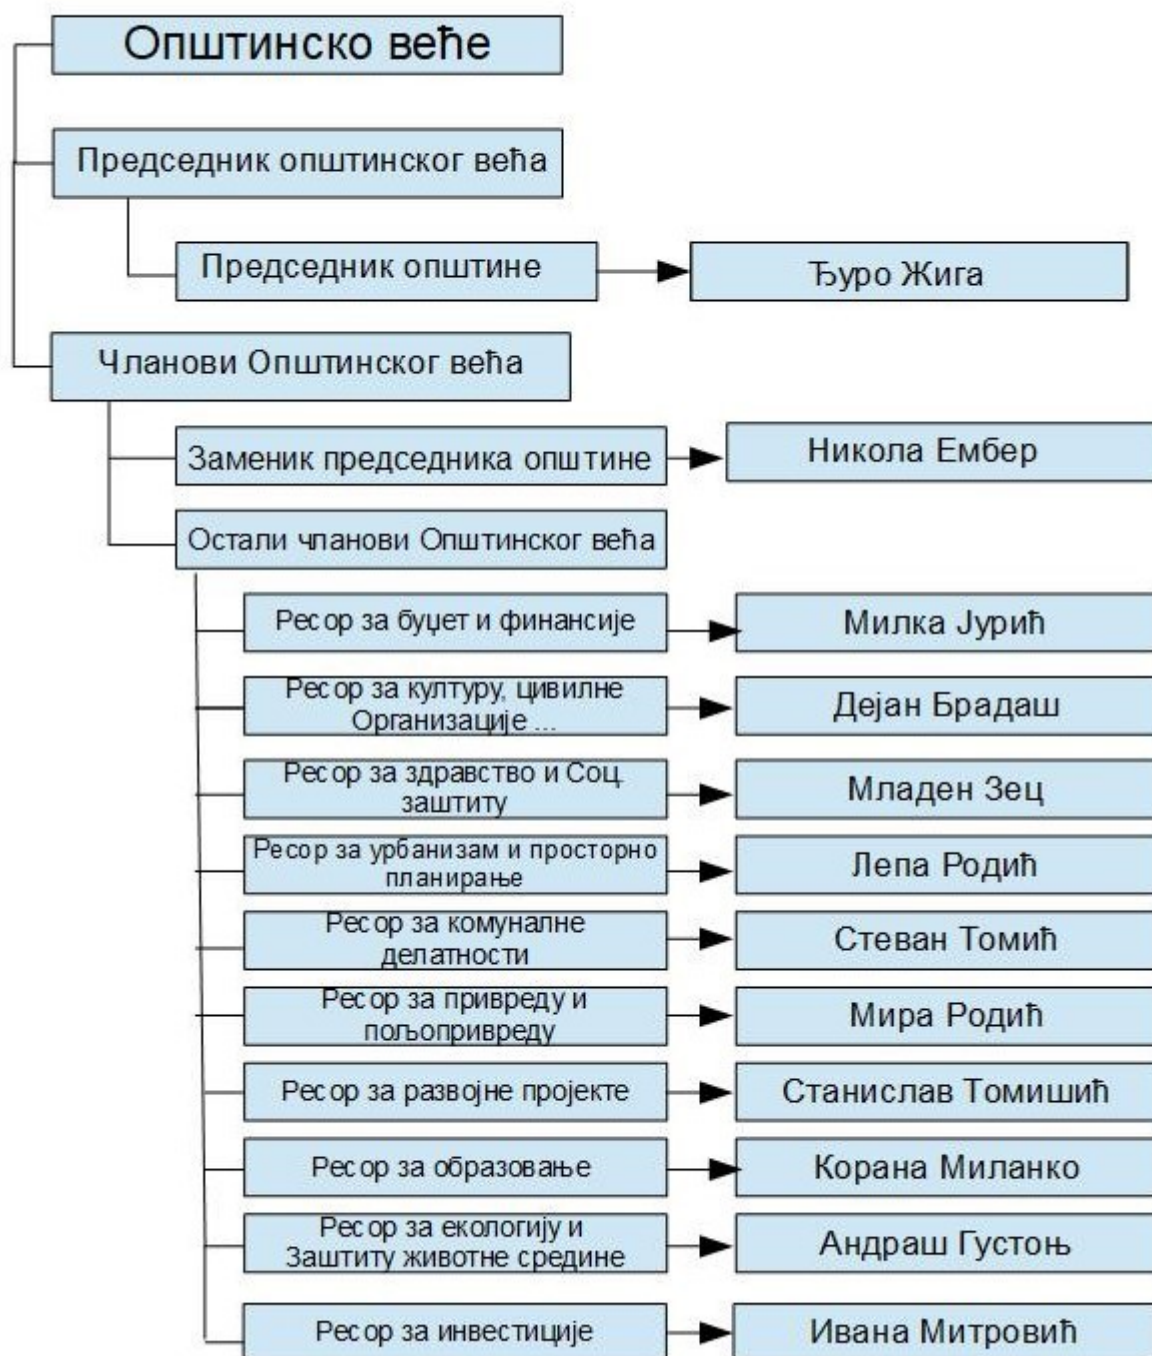 Општинско веће
Председник општинског већа
Председник општине
Ђуро Жига
Чланови Општинског већа
Заменик председника општине
Никола Ембер
Остали чланови Општинског већа
Ресор за буџет и финансије
Милка Јурић
Ресор за културу, цивилне
Организације ...
Дејан Брадаш
Ресор за здравство и Соц.
заштиту
Младен Зец
Ресор за урбанизам и просторно
планирање
Лепа Родић
Ресор за комуналне
делатности
Стеван Томић
Ресор за привреду и
пољопривреду
Мира Родић
Ресор за развојне пројекте
Станислав Томишић
Ресор за образовање
Корана Миланко
Ресор за екологију и
Заштиту животне средине
Андраш Густоњ
Ресор за инвестиције
Ивана Митровић